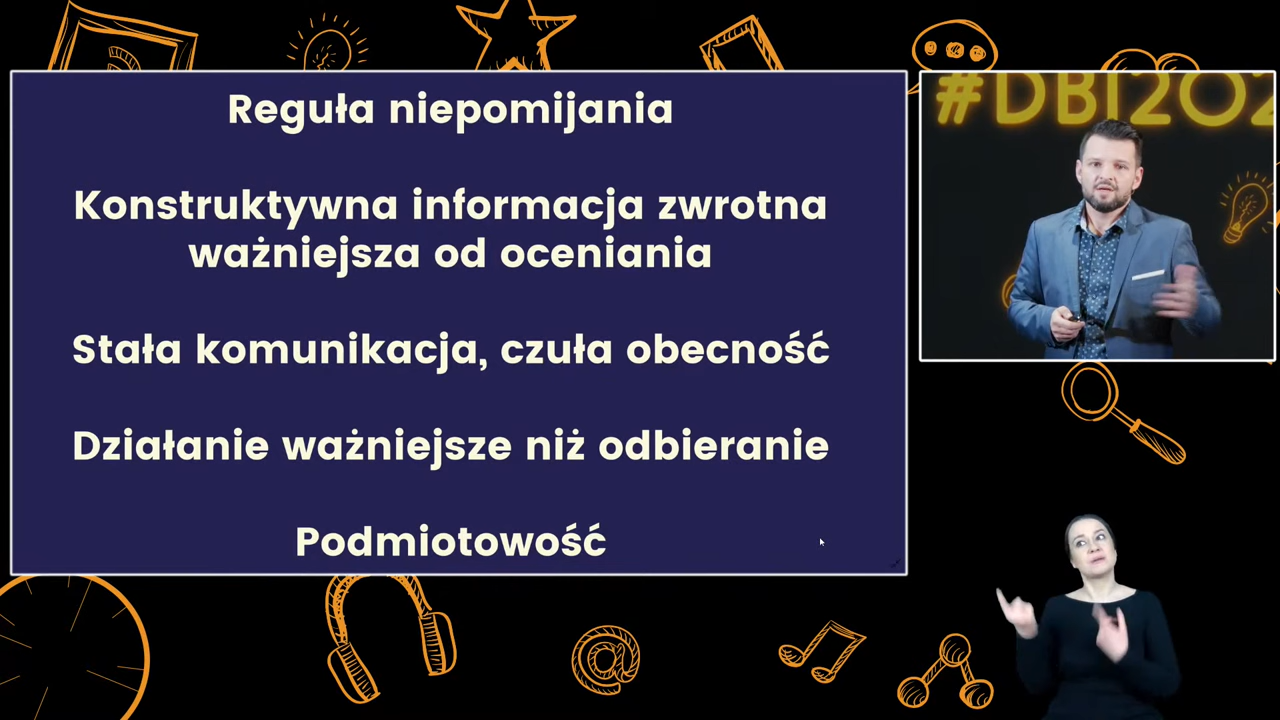 Reguła niepomijania
Konstruktywna informacja zwrotna
ważniejsza od oceniania
Stała komunikacja, czuła obecność
Działanie ważniejsze niż odbieranie
Podmiotowość
#DBI202
@